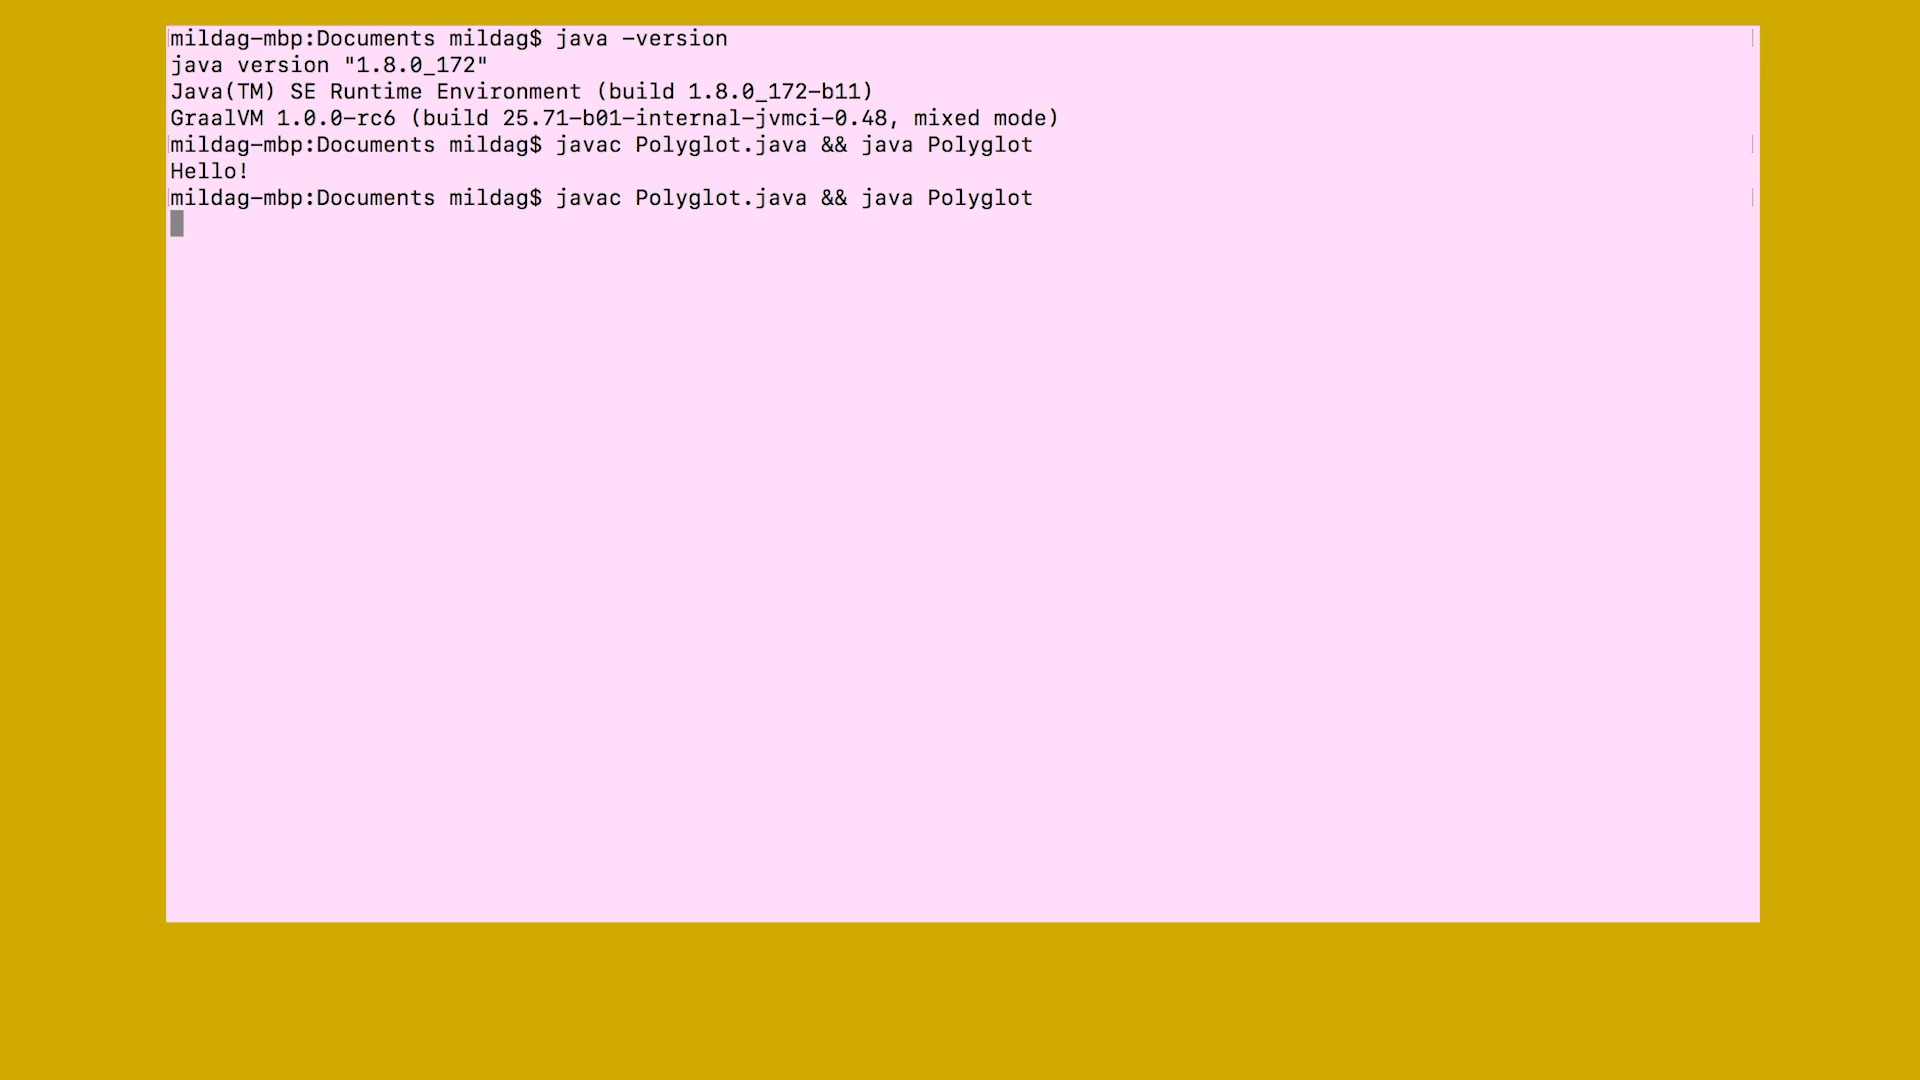 mildag-mbp:Documents mildag$ java -version
java version "1.8.0_172"
Java(TM) SE Runtime Environment (build 1.8.0_172-b11)
GraalVM 1.0.0-rc6 (build 25.71-b01-internal-jvmci-0.48, mixed mode)
mildag-mbp:Documents mildag$ javac Polyglot.java && java Polyglot
Hello!
mildag-mbp:Documents mildag$ javac Polyglot.java && java Polyglot